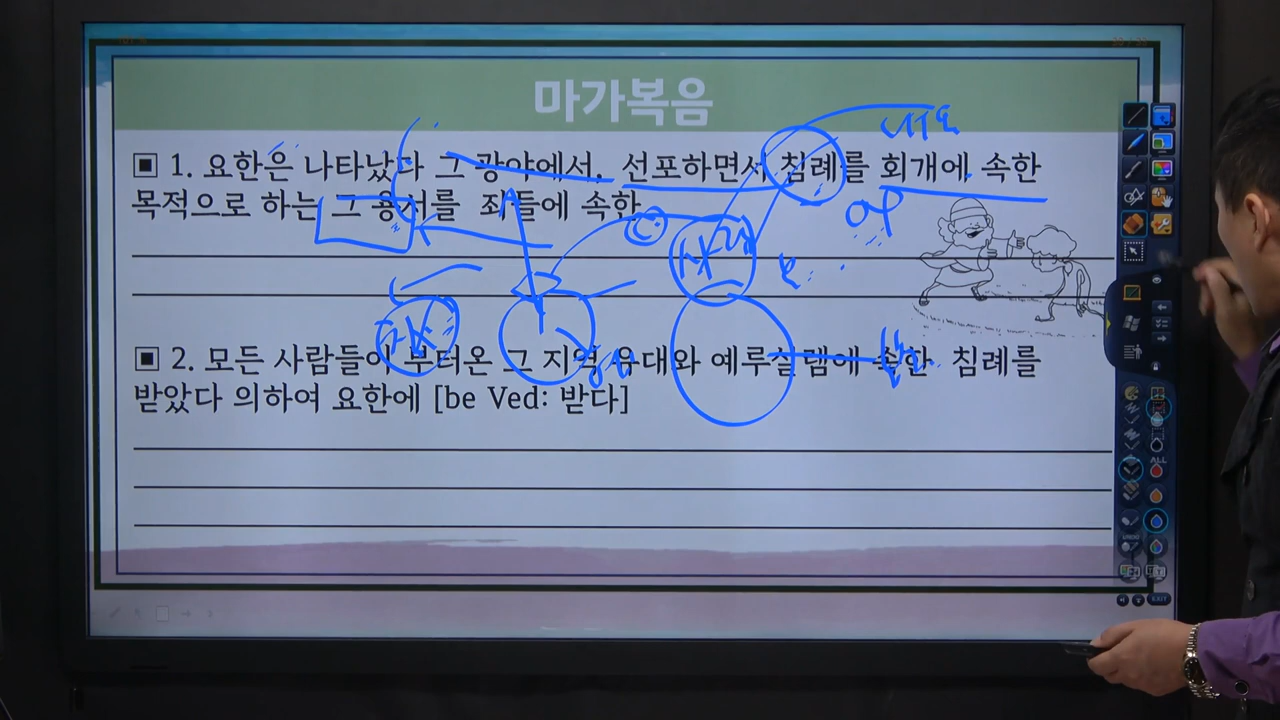 마가복음
▣ 1. 요한은 나타났다 그 광야에서, 선포하면서 침례를 회개에 속한
목적으로 하는 그 용서를 죄들에 속한
▣ 2. 모든 사람들이 부터온 그 지역 유대와 예루살렘에 속한 침례를
받았다 의하여 요한에 [be Ved: 받다]
ALL
UNDO
EXIT